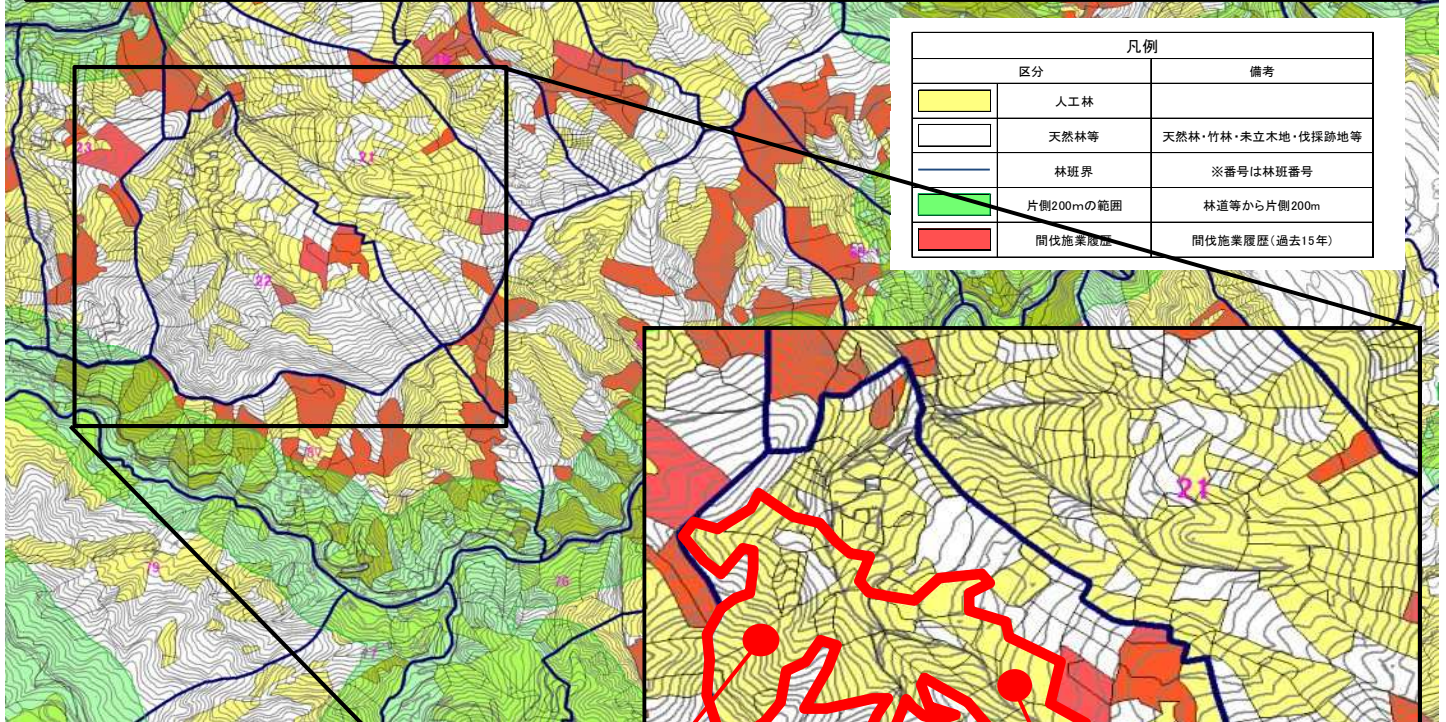 凡例
区分 備考
人工林
天然林等 天然林・竹林・未立木地・伐採跡地等
林班界 ※番号は林班番号
片側200mの範囲 林道等から片側200m
間伐施業履歴 間伐施業履歴(過去15年)
23
21
22
21
79
76